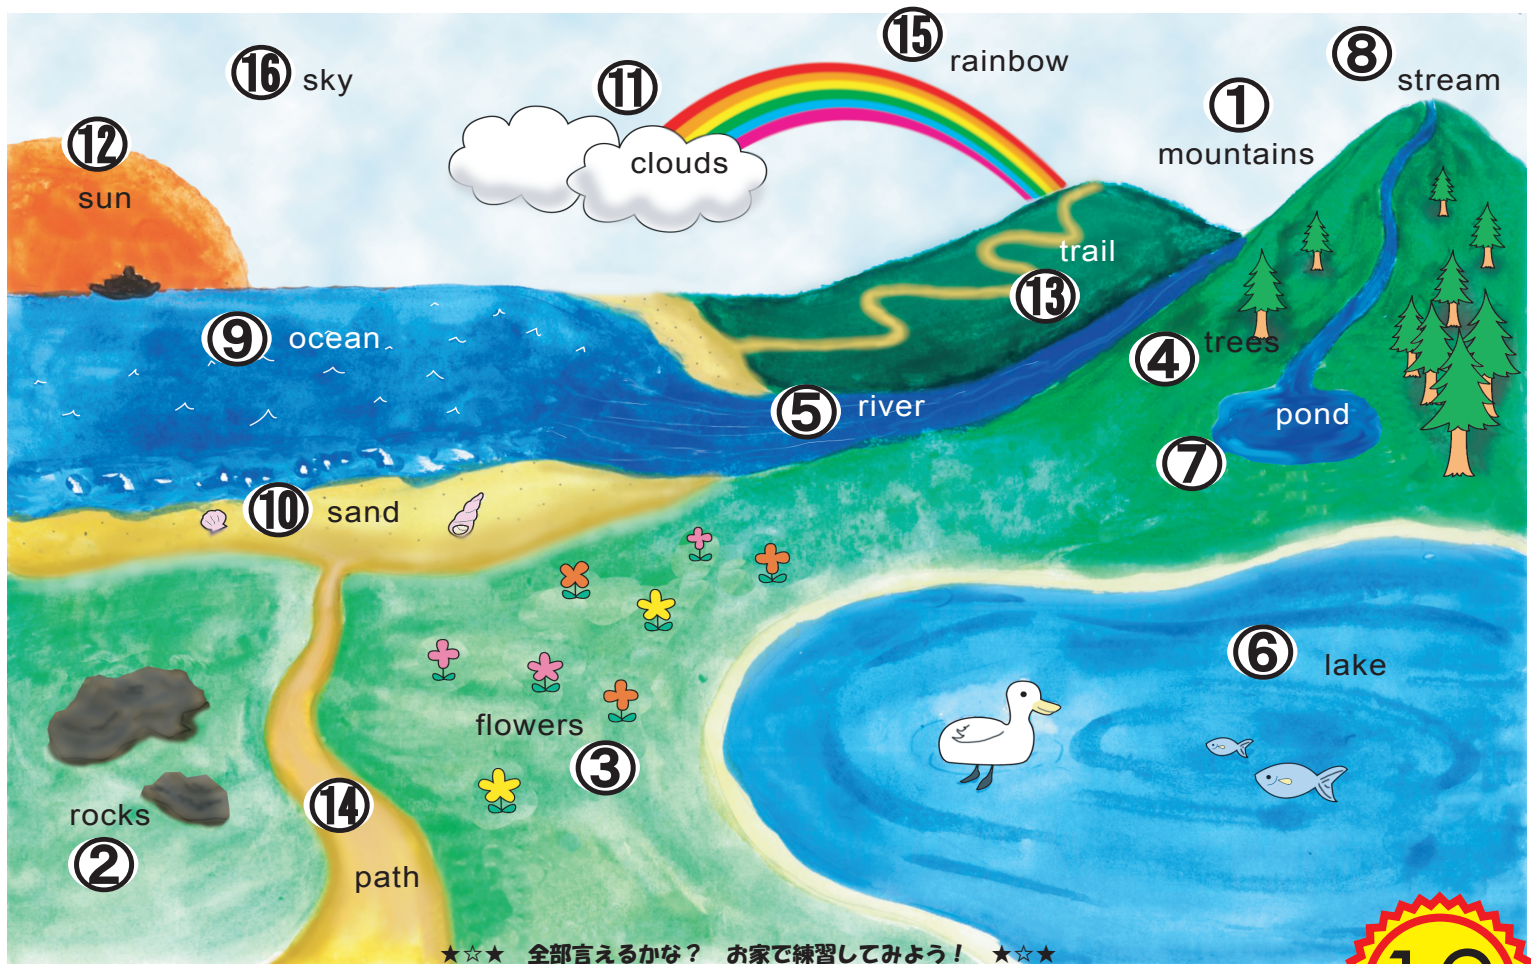 ⑮ rainbow
⑧ stream
⑯ sky
⑪ clouds
① mountains
⑫ sun
trail
⑬
⑨ ocean
④ trees
⑤ river
pond
⑦
⑩ sand
⑥ lake
flowers
③
rocks
②
⑭
path
★☆★ 全部言えるかな? お家で練習してみよう! ★☆★